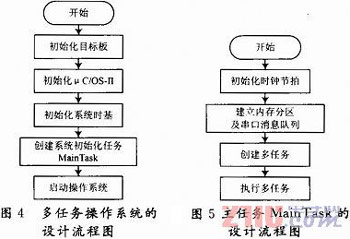 开始
初始化目标板
初始化μC/OS-II
初始化系统时基
创建系统初始化任务
MainTask
启动操作系统
图4 多任务操作系统的
设计流程图
开始
初始化时钟节拍
建立内存分区
及串口消息队列
创建多任务
执行多任务
图5 主任务MainTask的
设计流程图